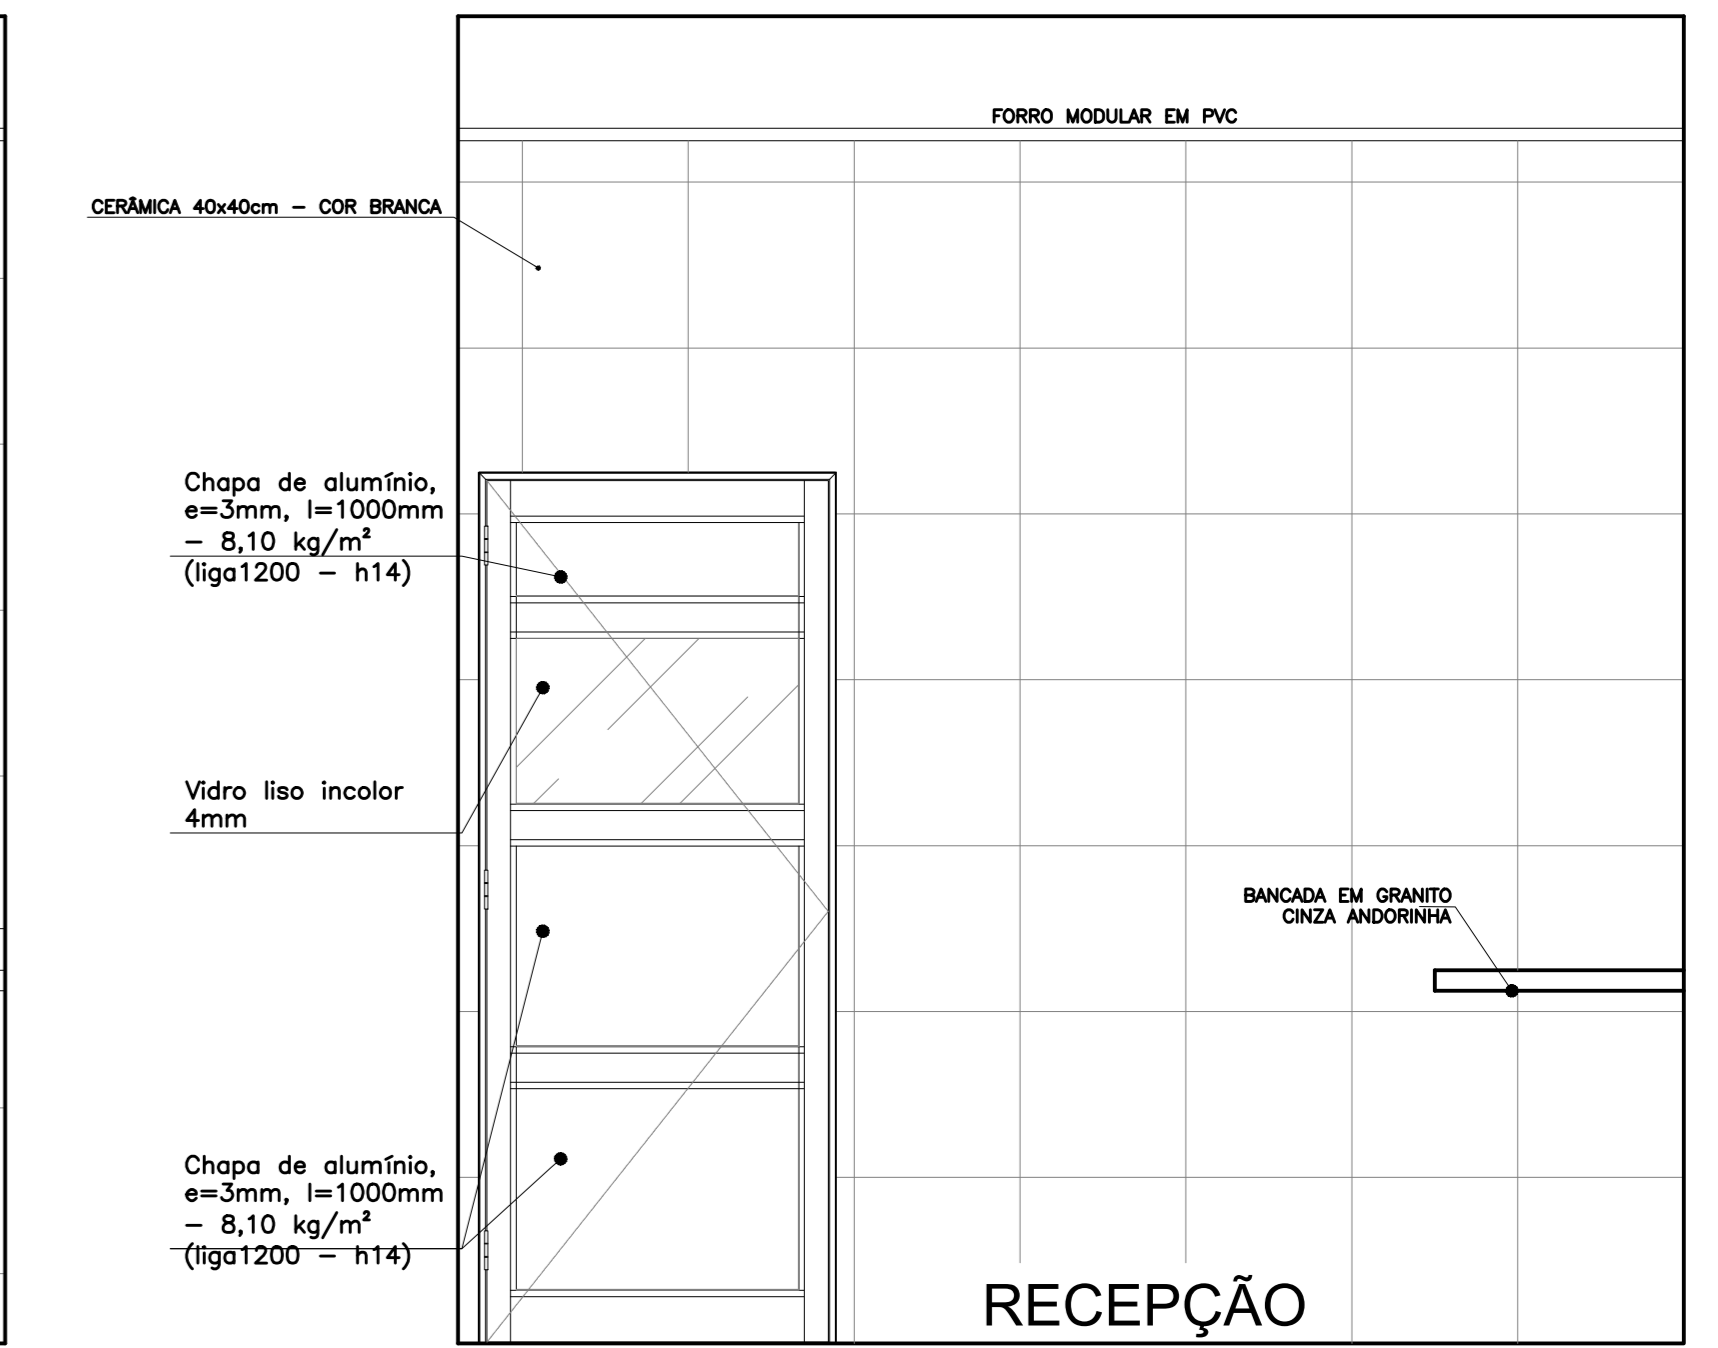 FORRO MODULAR EM PVC
CERÂMICA 40x40cm – COR BRANCA
Chapa de alumínio,
e=3mm, l=1000mm
– 8,10 kg/m²
(liga1200 – h14)
Vidro liso incolor
4mm
BANCADA EM GRANITO
CINZA ANDORINHA
Chapa de alumínio,
e=3mm, l=1000mm
– 8,10 kg/m²
(liga1200 – h14)
RECEPÇÃO